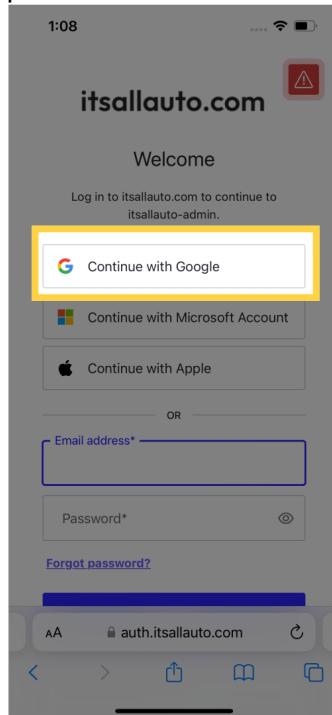 1:08
itsallauto.com
Welcome
Log in to itsallauto.com to continue to
itsallauto-admin.
Continue with Google
Continue with Microsoft Account
Continue with Apple
OR
Email address*
Password*
Forgot password?
AA auth.itsallauto.com